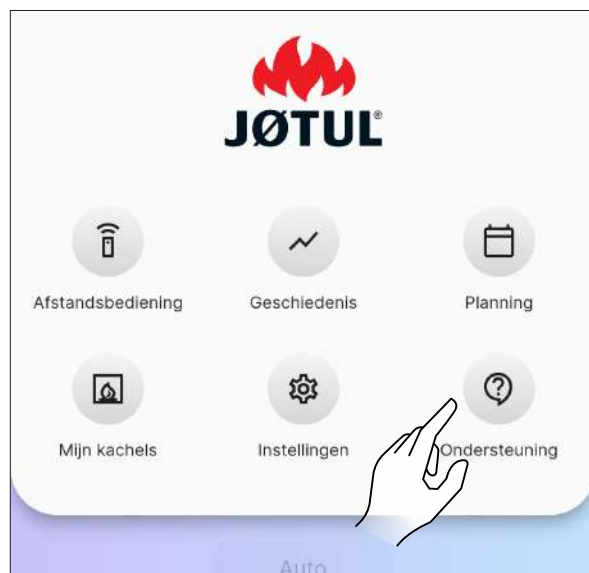 JØTUL®
Afstandsbediening Geschiedenis Planning
Mijn kachels Instellingen Ondersteuning
Auto